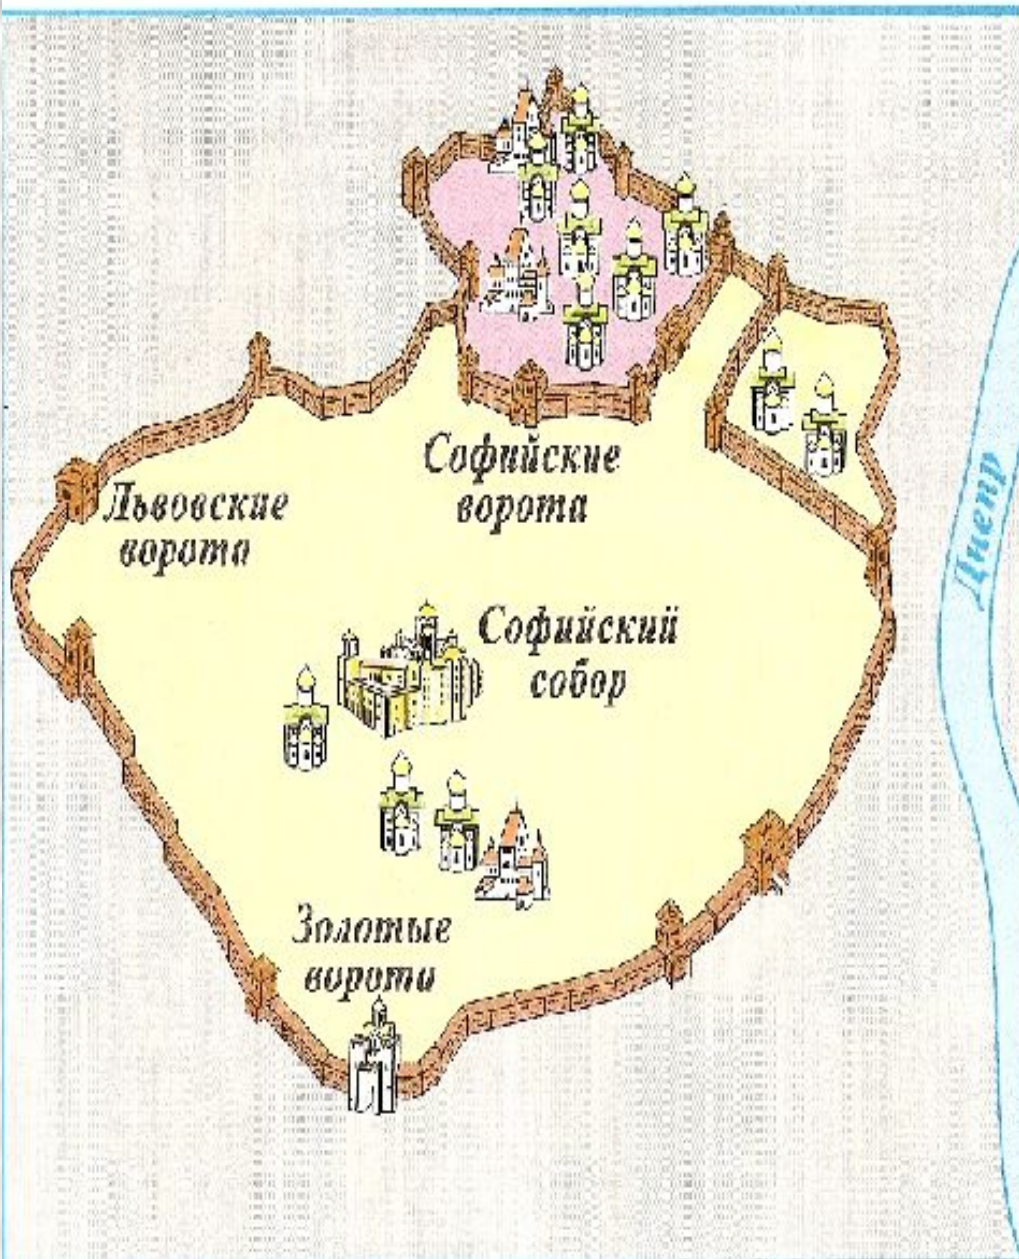 Софийские
ворота
Львовские
ворота
Софийский
собор
Днепр
Золотые
ворота